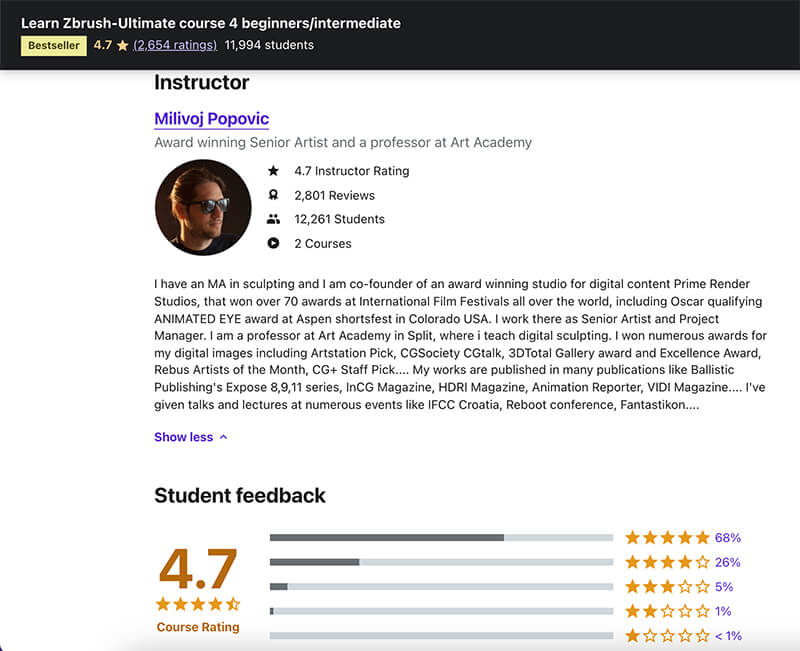 Learn Zbrush-Ultimate course 4 beginners/intermediate
Bestseller 4.7 (2,654 ratings) 11,994 students
Instructor
Milivoj Popovic
Award winning Senior Artist and a professor at Art Academy
4.7 Instructor Rating
2,801 Reviews
12,261 Students
2 Courses
I have an MA in sculpting and I am co-founder of an award winning studio for digital content Prime Render
Studios, that won over 70 awards at International Film Festivals all over the world, including Oscar qualifying
ANIMATED EYE award at Aspen shortsfest in Colorado USA. I work there as Senior Artist and Project
Manager. I am a professor at Art Academy in Split, where i teach digital sculpting. I won numerous awards for
my digital images including Artstation Pick, CGSociety CGtalk, 3DTotal Gallery award and Excellence Award,
Rebus Artists of the Month, CG+ Staff Pick.... My works are published in many publications like Ballistic
Publishing's Expose 8,9,11 series, InCG Magazine, HDRI Magazine, Animation Reporter, VIDI Magazine.... I've
given talks and lectures at numerous events like IFCC Croatia, Reboot conference, Fantastikon....
Show less
Student feedback
4.7
Course Rating
68%
26%
5%
1%
< 1%